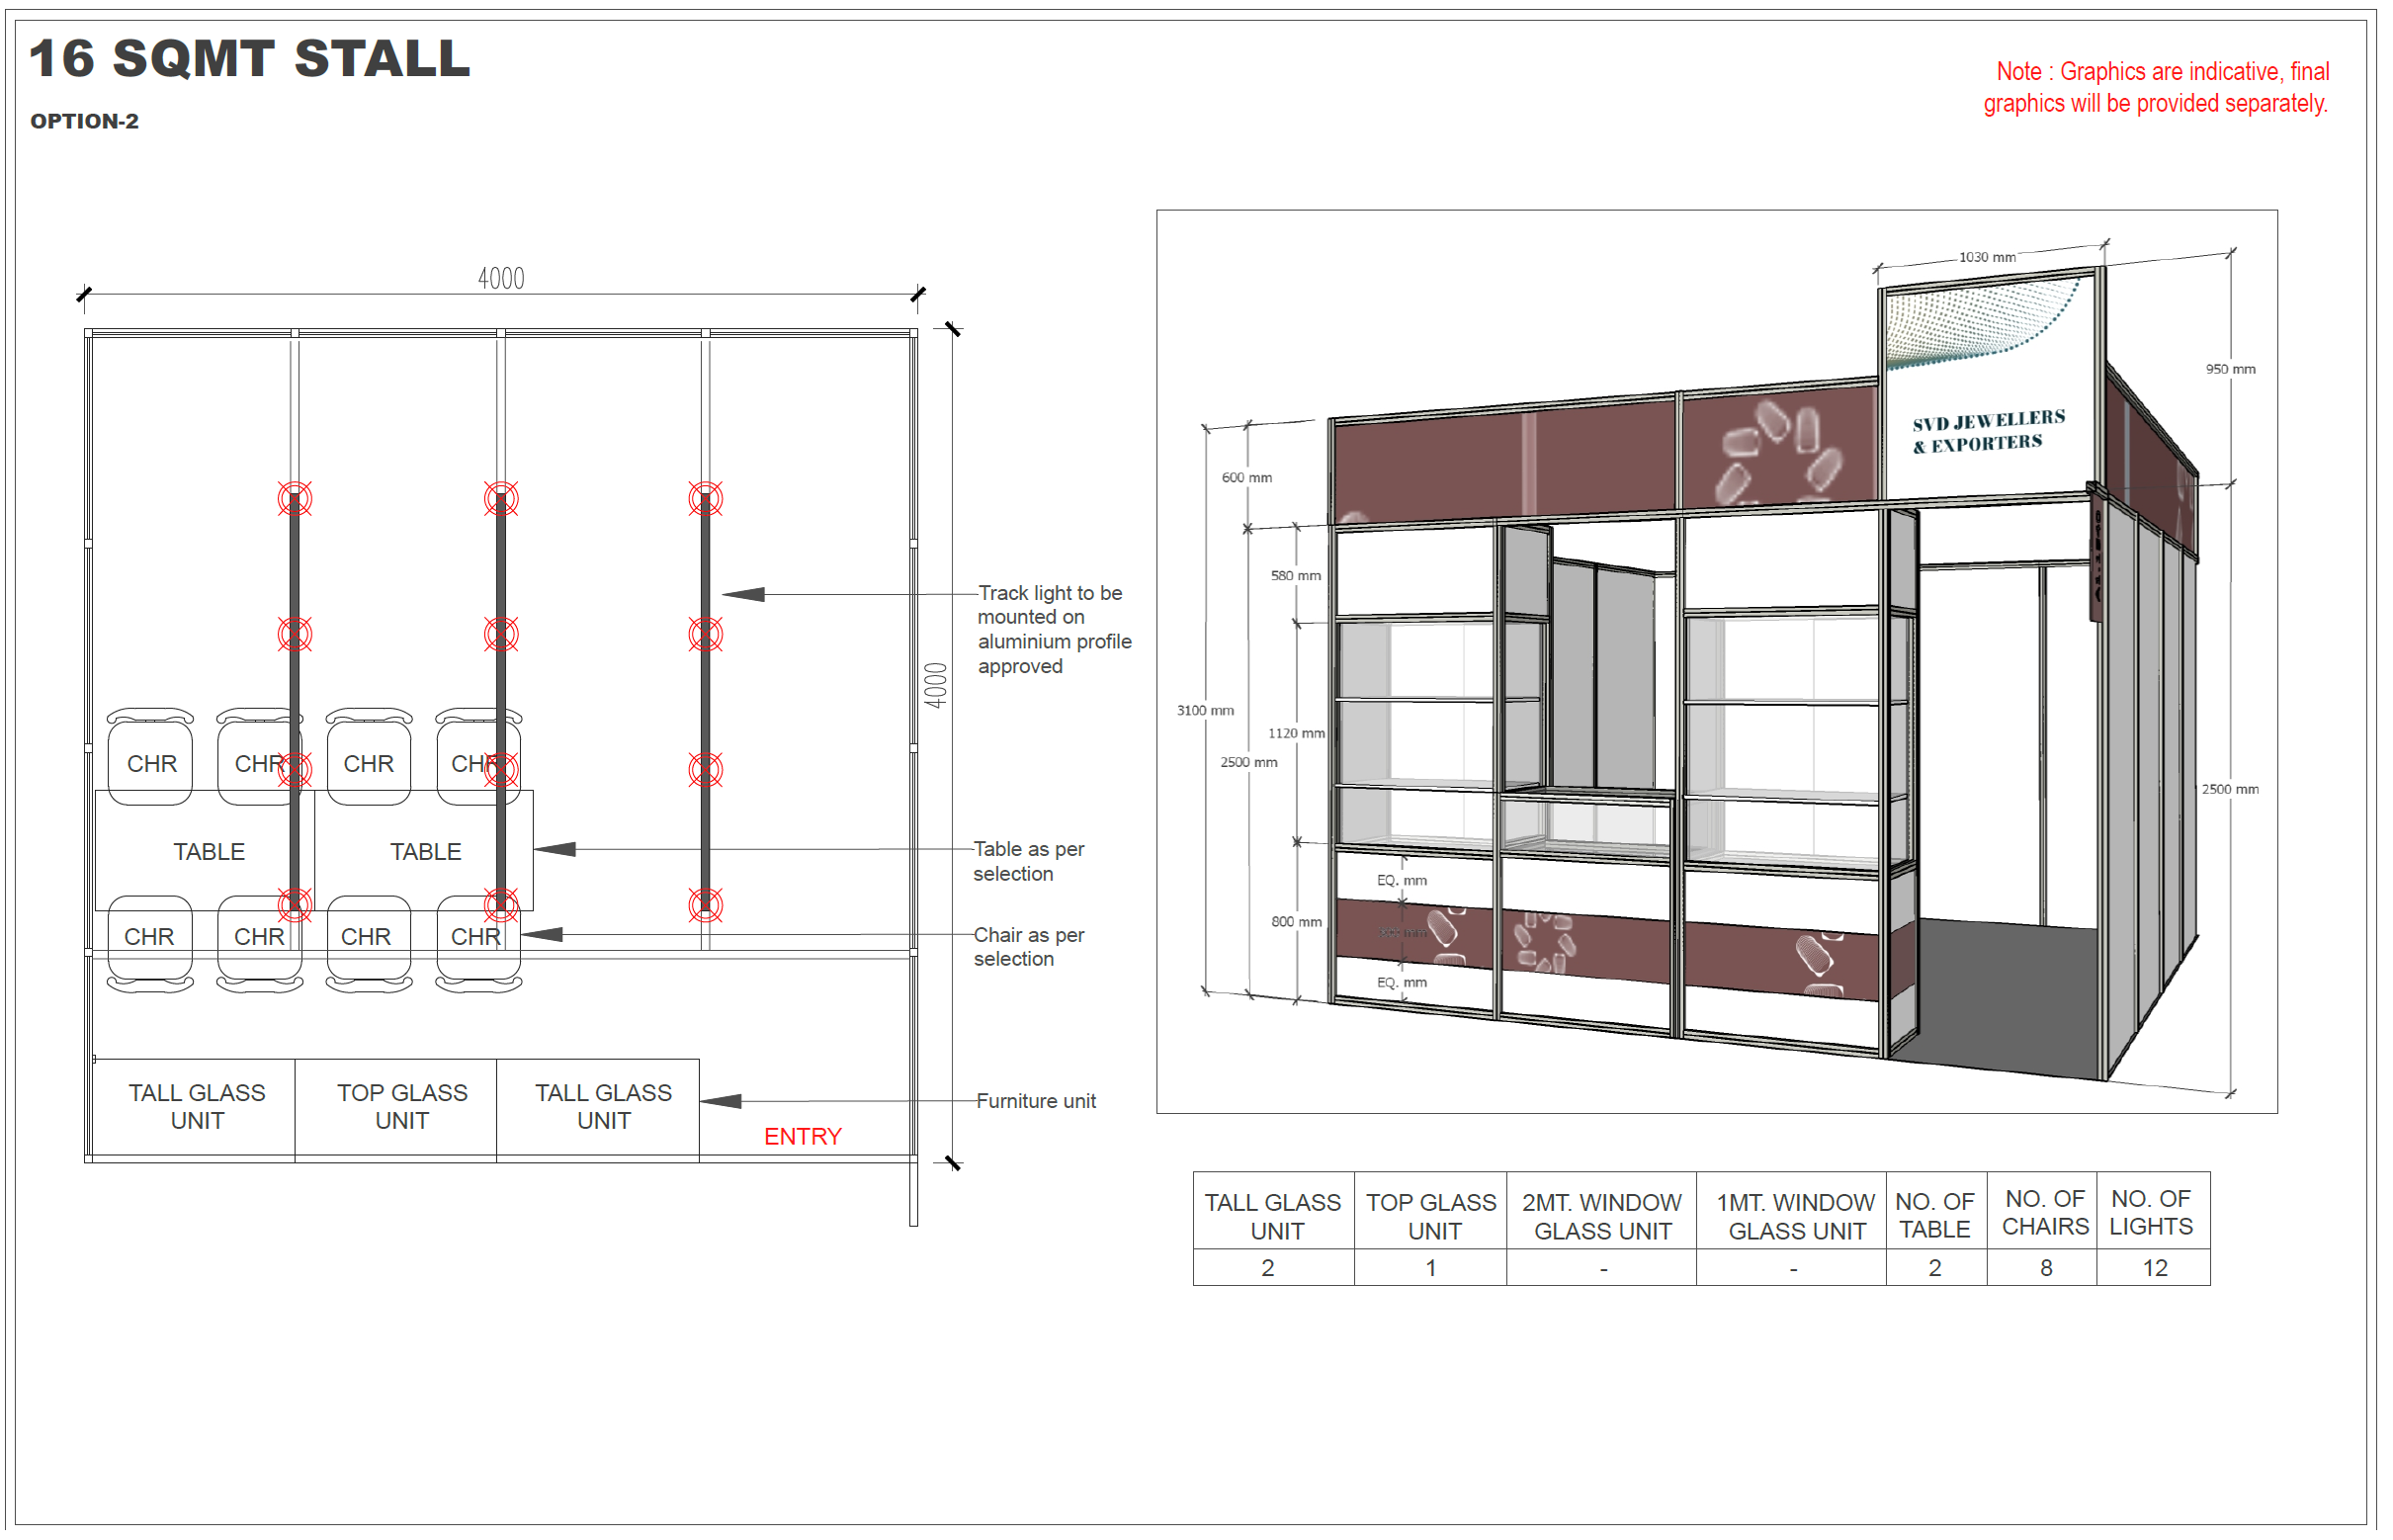 16 SQMT STALL
OPTION-2
Note : Graphics are indicative, final
graphics will be provided separately.
4000
4000
Track light to be
mounted on
aluminium profile
approved
CHR CHR CHR CHR
TABLE TABLE
Table as per
selection
CHR CHR CHR CHR
Chair as per
selection
TALL GLASS
UNIT
TOP GLASS
UNIT
TALL GLASS
UNIT
Furniture unit
ENTRY
1030 mm
950 mm
SVD JEWELLERS
& EXPORTERS
600 mm
580 mm
3100 mm
1120 mm
2500 mm
2500 mm
EQ. mm
800 mm
EQ. mm
TALL GLASS
UNIT
TOP GLASS
UNIT
2MT. WINDOW
GLASS UNIT
1MT. WINDOW
GLASS UNIT
NO. OF
TABLE
NO. OF
CHAIRS
NO. OF
LIGHTS
2 1 - - 2 8 12